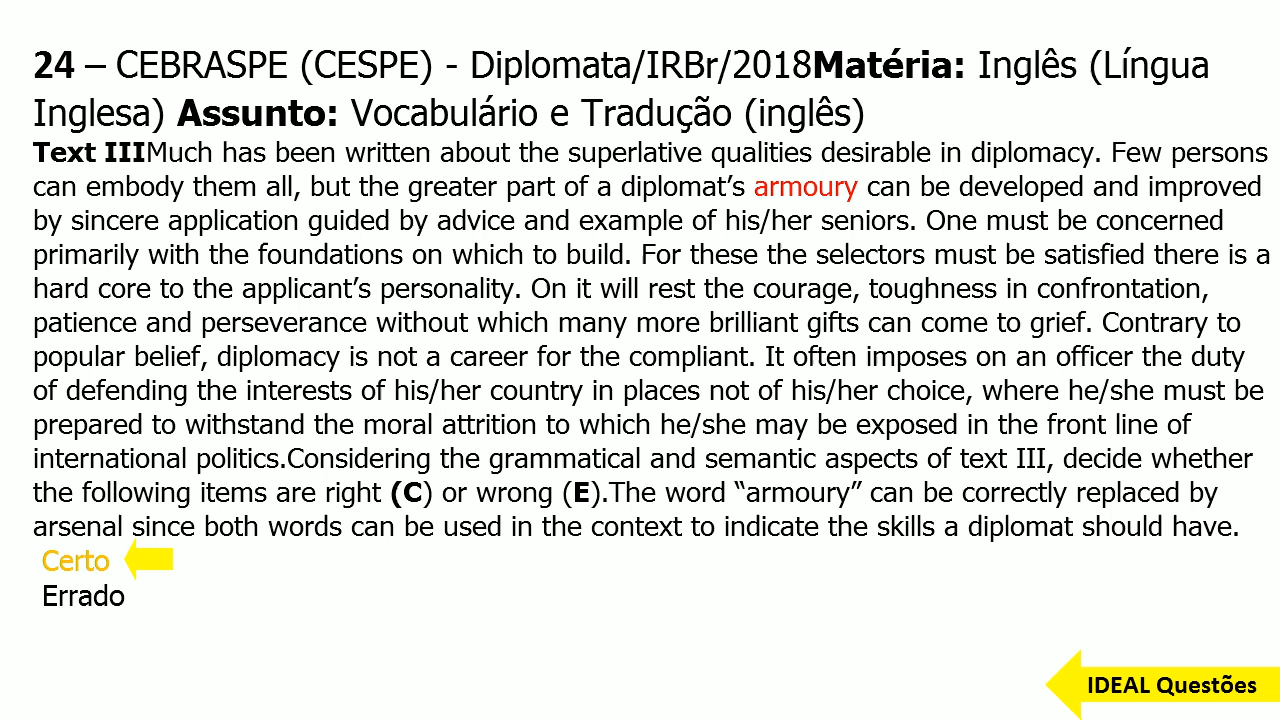 24 – CEBRASPE (CESPE) - Diplomata/IRBr/2018Matéria: Inglês (Língua
Inglesa) Assunto: Vocabulário e Tradução (inglês)
Text IIIMuch has been written about the superlative qualities desirable in diplomacy. Few persons
can embody them all, but the greater part of a diplomat’s armoury can be developed and improved
by sincere application guided by advice and example of his/her seniors. One must be concerned
primarily with the foundations on which to build. For these the selectors must be satisfied there is a
hard core to the applicant’s personality. On it will rest the courage, toughness in confrontation,
patience and perseverance without which many more brilliant gifts can come to grief. Contrary to
popular belief, diplomacy is not a career for the compliant. It often imposes on an officer the duty
of defending the interests of his/her country in places not of his/her choice, where he/she must be
prepared to withstand the moral attrition to which he/she may be exposed in the front line of
international politics.Considering the grammatical and semantic aspects of text III, decide whether
the following items are right (C) or wrong (E).The word “armoury” can be correctly replaced by
arsenal since both words can be used in the context to indicate the skills a diplomat should have.
Certo
Errado
IDEAL Questões